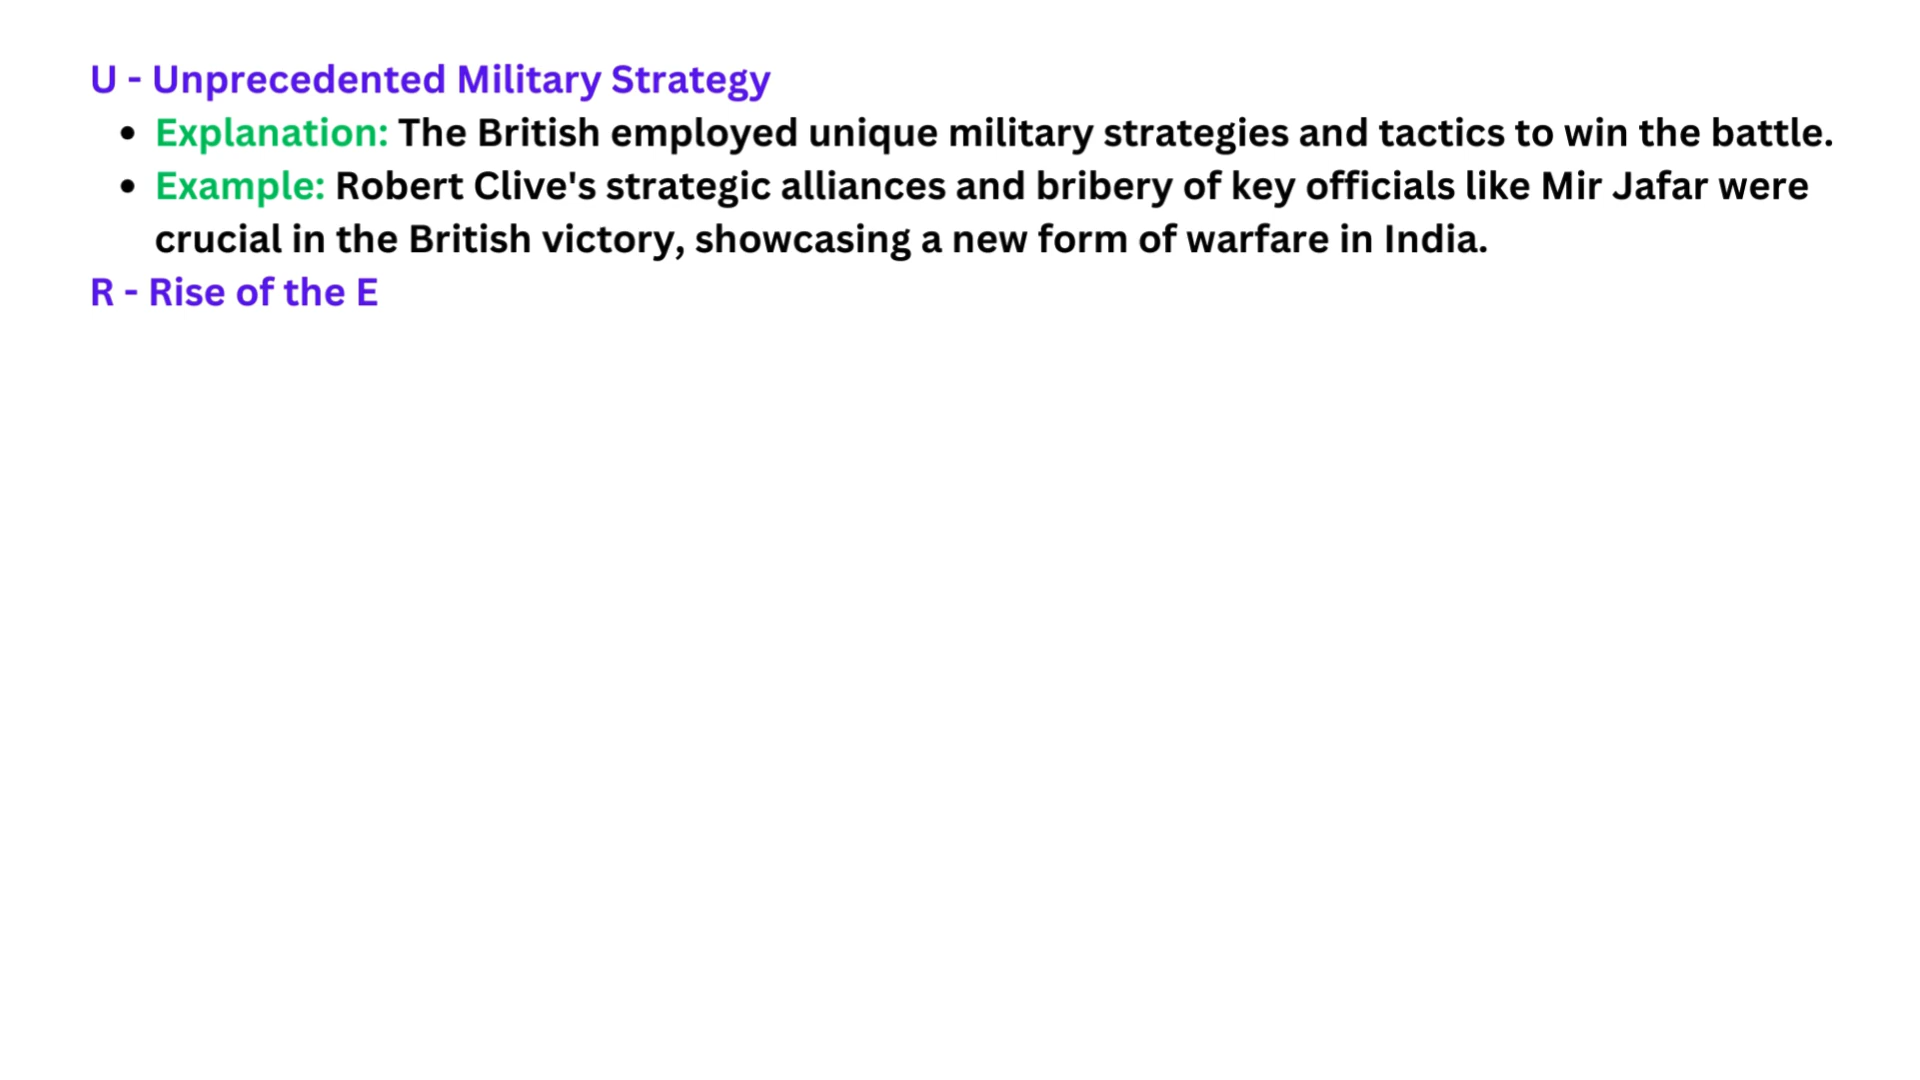 U - Unprecedented Military Strategy
• Explanation: The British employed unique military strategies and tactics to win the battle.
• Example: Robert Clive's strategic alliances and bribery of key officials like Mir Jafar were
crucial in the British victory, showcasing a new form of warfare in India.
R - Rise of the E